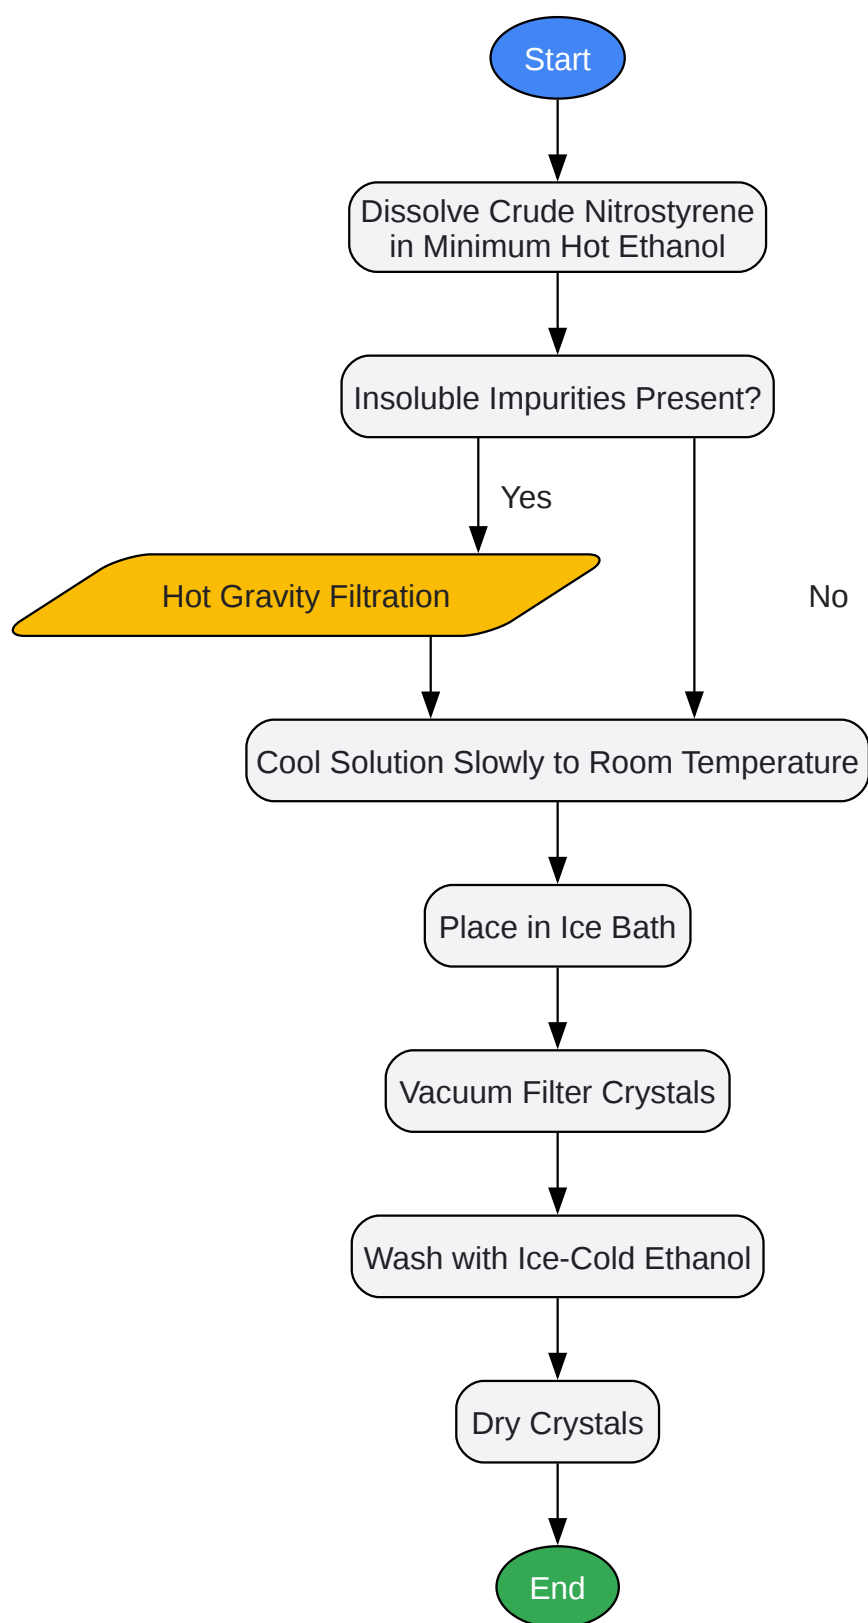 Start
Dissolve Crude Nitrostyrene
in Minimum Hot Ethanol
Insoluble Impurities Present?
Yes
Hot Gravity Filtration
No
Cool Solution Slowly to Room Temperature
Place in Ice Bath
Vacuum Filter Crystals
Wash with Ice-Cold Ethanol
Dry Crystals
End